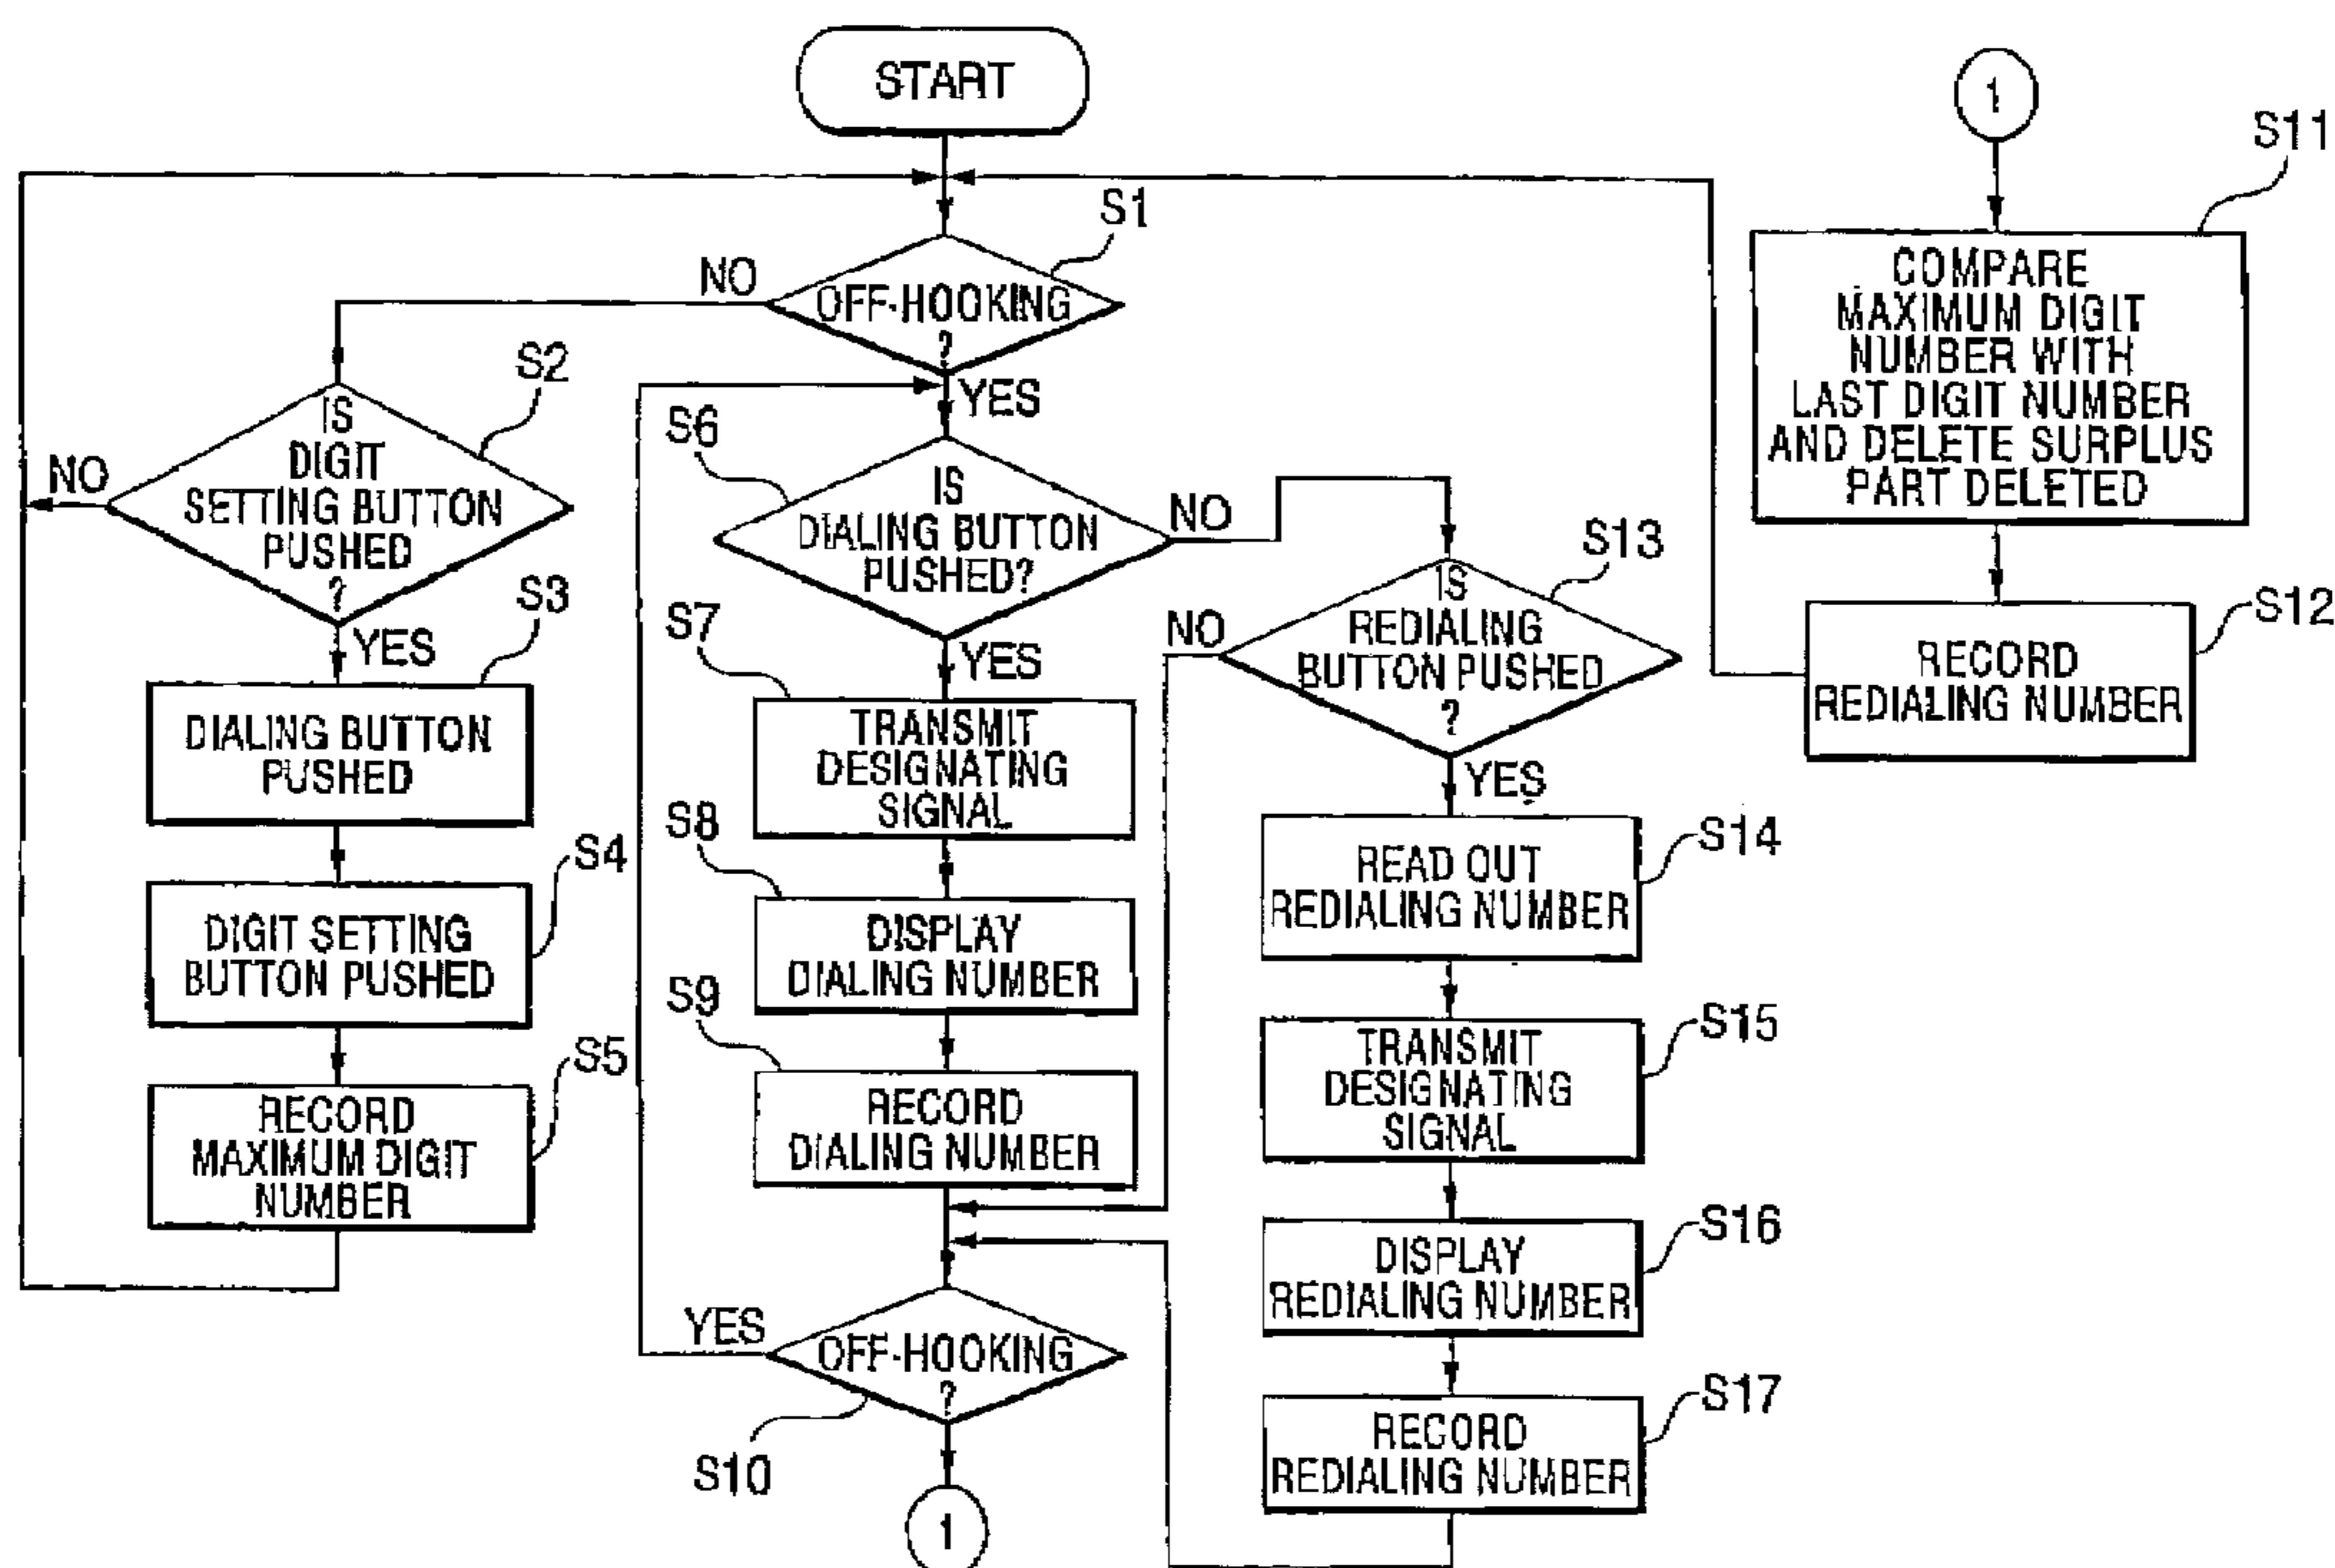 START
1
S11
S1
NO
OFF-HOOKING
?
YES
COMPARE
MAXIMUM DIGIT
NUMBER WITH
LAST DIGIT NUMBER
AND DELETE SURPLUS
PART DELETED
S2
IS
DIGIT
SETTING BUTTON
PUSHED
?
NO
YES
S6
IS
DIALING BUTTON
PUSHED?
NO
YES
S13
IS
REDIALING
BUTTON PUSHED
?
NO
YES
S12
RECORD
REDIALING NUMBER
S3
DIALING BUTTON
PUSHED
S7
TRANSMIT
DESIGNATING
SIGNAL
S14
READ OUT
REDIALING NUMBER
S4
DIGIT SETTING
BUTTON PUSHED
S8
DISPLAY
DIALING NUMBER
S15
TRANSMIT
DESIGNATING
SIGNAL
S5
RECORD
MAXIMUM DIGIT
NUMBER
S9
RECORD
DIALING NUMBER
S16
DISPLAY
REDIALING NUMBER
YES
OFF-HOOKING
?
S10
S17
RECORD
REDIALING NUMBER
1